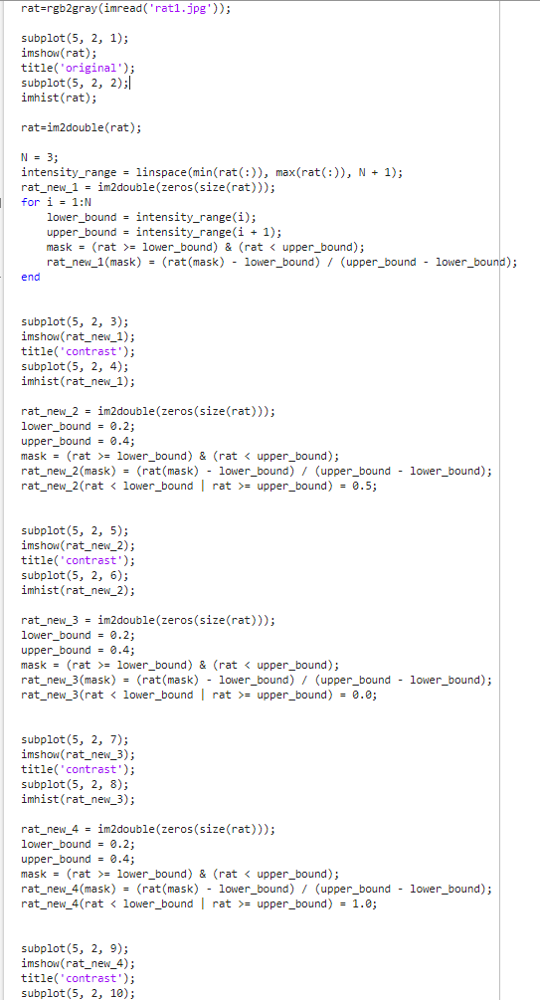 rat=rgb2gray(imread('rat1.jpg'));
subplot(5, 2, 1);
imshow(rat);
title('original');
subplot(5, 2, 2);
imhist(rat);
rat=im2double(rat);
N = 3;
intensity_range = linspace(min(rat(:)), max(rat(:)), N + 1);
rat_new_1 = im2double(zeros(size(rat)));
for i = 1:N
    lower_bound = intensity_range(i);
    upper_bound = intensity_range(i + 1);
    mask = (rat >= lower_bound) & (rat < upper_bound);
    rat_new_1(mask) = (rat(mask) - lower_bound) / (upper_bound - lower_bound);
end
subplot(5, 2, 3);
imshow(rat_new_1);
title('contrast');
subplot(5, 2, 4);
imhist(rat_new_1);
rat_new_2 = im2double(zeros(size(rat)));
lower_bound = 0.2;
upper_bound = 0.4;
mask = (rat >= lower_bound) & (rat < upper_bound);
rat_new_2(mask) = (rat(mask) - lower_bound) / (upper_bound - lower_bound);
rat_new_2(rat < lower_bound | rat >= upper_bound) = 0.5;
subplot(5, 2, 5);
imshow(rat_new_2);
title('contrast');
subplot(5, 2, 6);
imhist(rat_new_2);
rat_new_3 = im2double(zeros(size(rat)));
lower_bound = 0.2;
upper_bound = 0.4;
mask = (rat >= lower_bound) & (rat < upper_bound);
rat_new_3(mask) = (rat(mask) - lower_bound) / (upper_bound - lower_bound);
rat_new_3(rat < lower_bound | rat >= upper_bound) = 0.0;
subplot(5, 2, 7);
imshow(rat_new_3);
title('contrast');
subplot(5, 2, 8);
imhist(rat_new_3);
rat_new_4 = im2double(zeros(size(rat)));
lower_bound = 0.2;
upper_bound = 0.4;
mask = (rat >= lower_bound) & (rat < upper_bound);
rat_new_4(mask) = (rat(mask) - lower_bound) / (upper_bound - lower_bound);
rat_new_4(rat < lower_bound | rat >= upper_bound) = 1.0;
subplot(5, 2, 9);
imshow(rat_new_4);
title('contrast');
subplot(5, 2, 10);